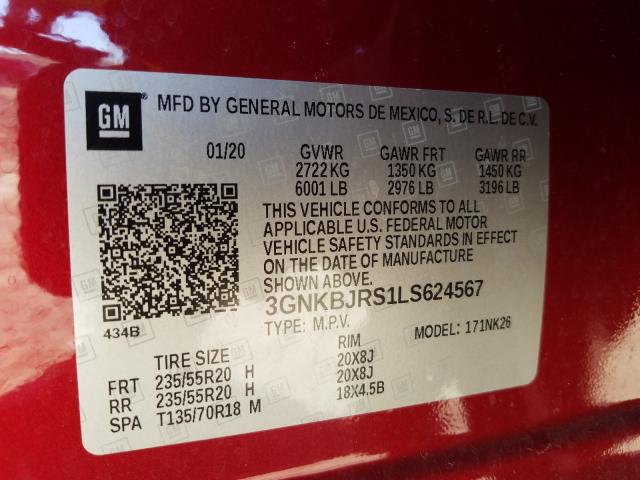 GM MFD BY GENERAL MOTORS DE MEXICO, S. DE R.L. DE C.V.
01/20 GVWR GAWR FRT GAWR RR
2722 KG 1350 KG 1450 KG
6001 LB 2976 LB 3196 LB
THIS VEHICLE CONFORMS TO ALL
APPLICABLE U.S. FEDERAL MOTOR
VEHICLE SAFETY STANDARDS IN EFFECT
ON THE DATE OF MANUFACTURE
SHOWN ABOVE.
3GNKBJRS1LS624567
434B TYPE: M.P.V. MODEL: 171NK26
TIRE SIZE RIM
FRT 235/55R20 H 20X8J
RR 235/55R20 H 20X8J
SPA T135/70R18 M 18X4.5B